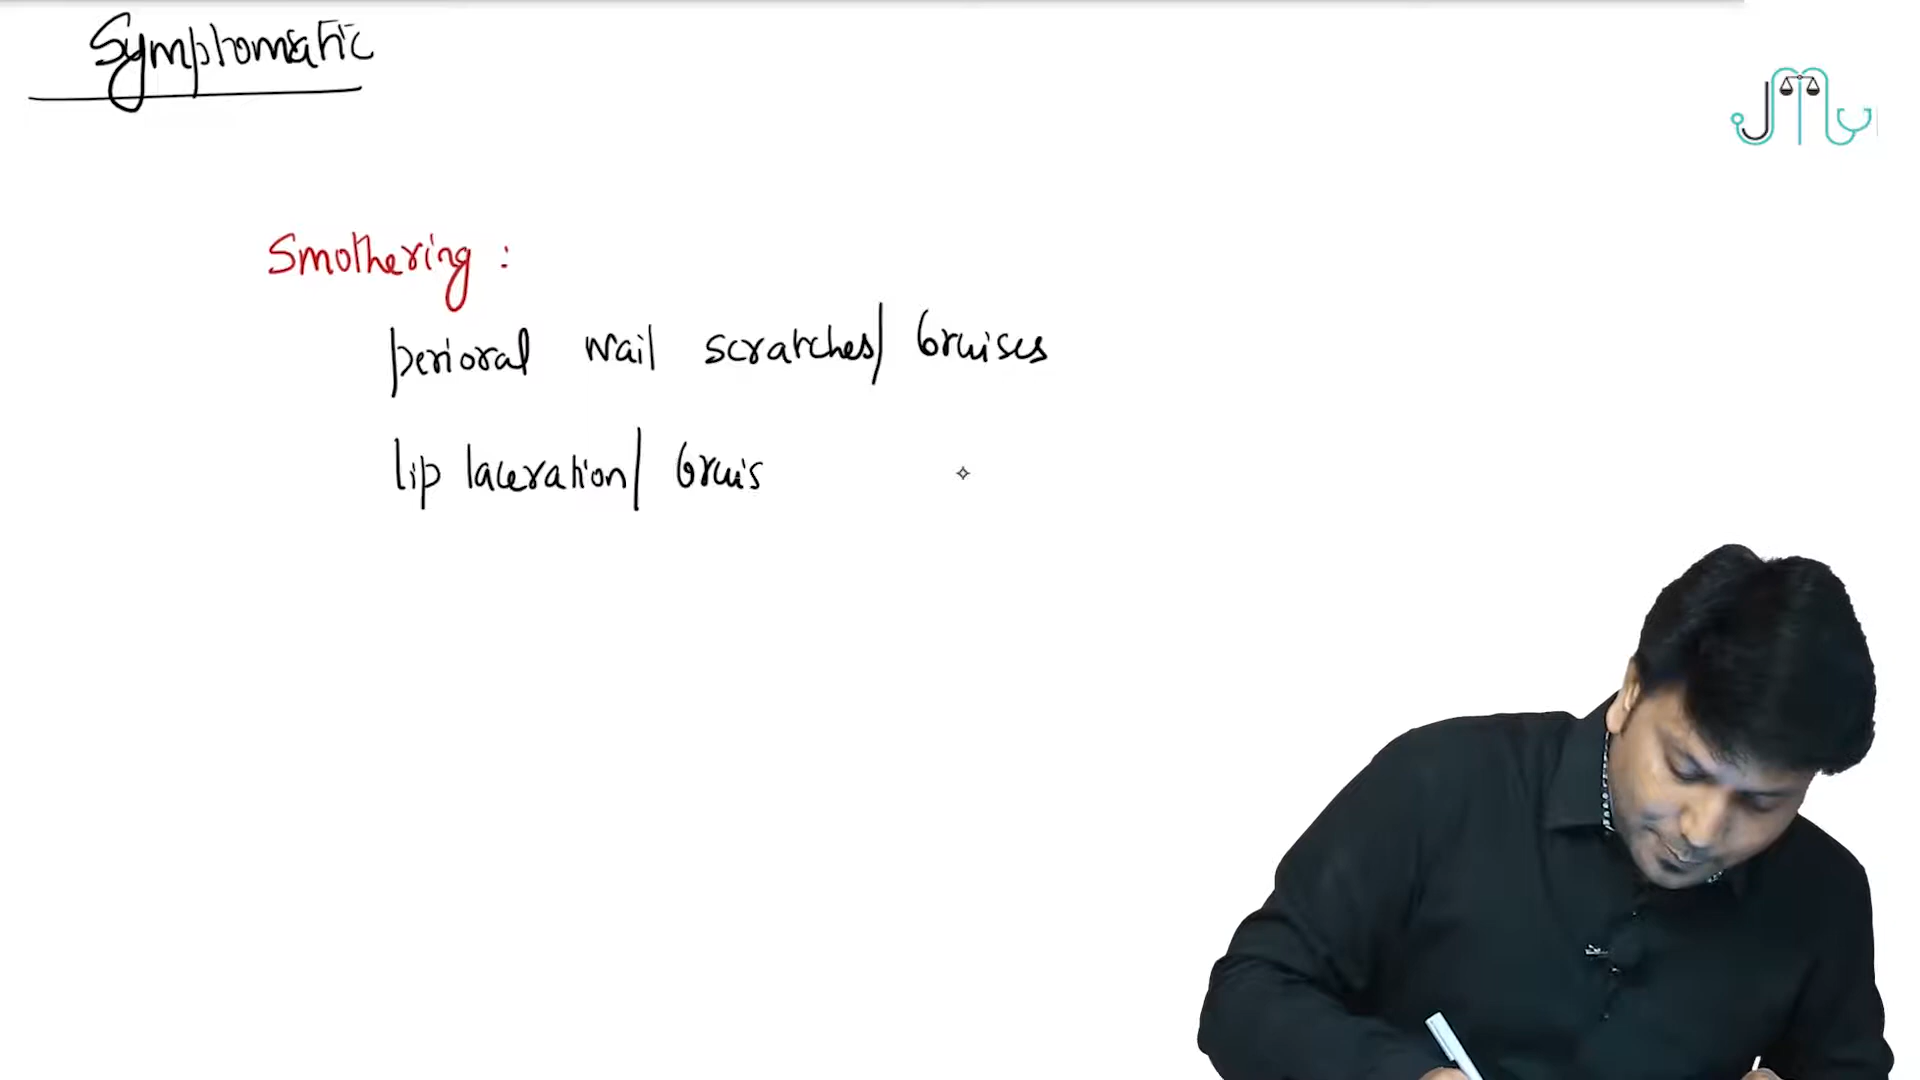 Symptomatic
Smothering :
perioral nail scratches/ bruises
lip laceration/ bruis